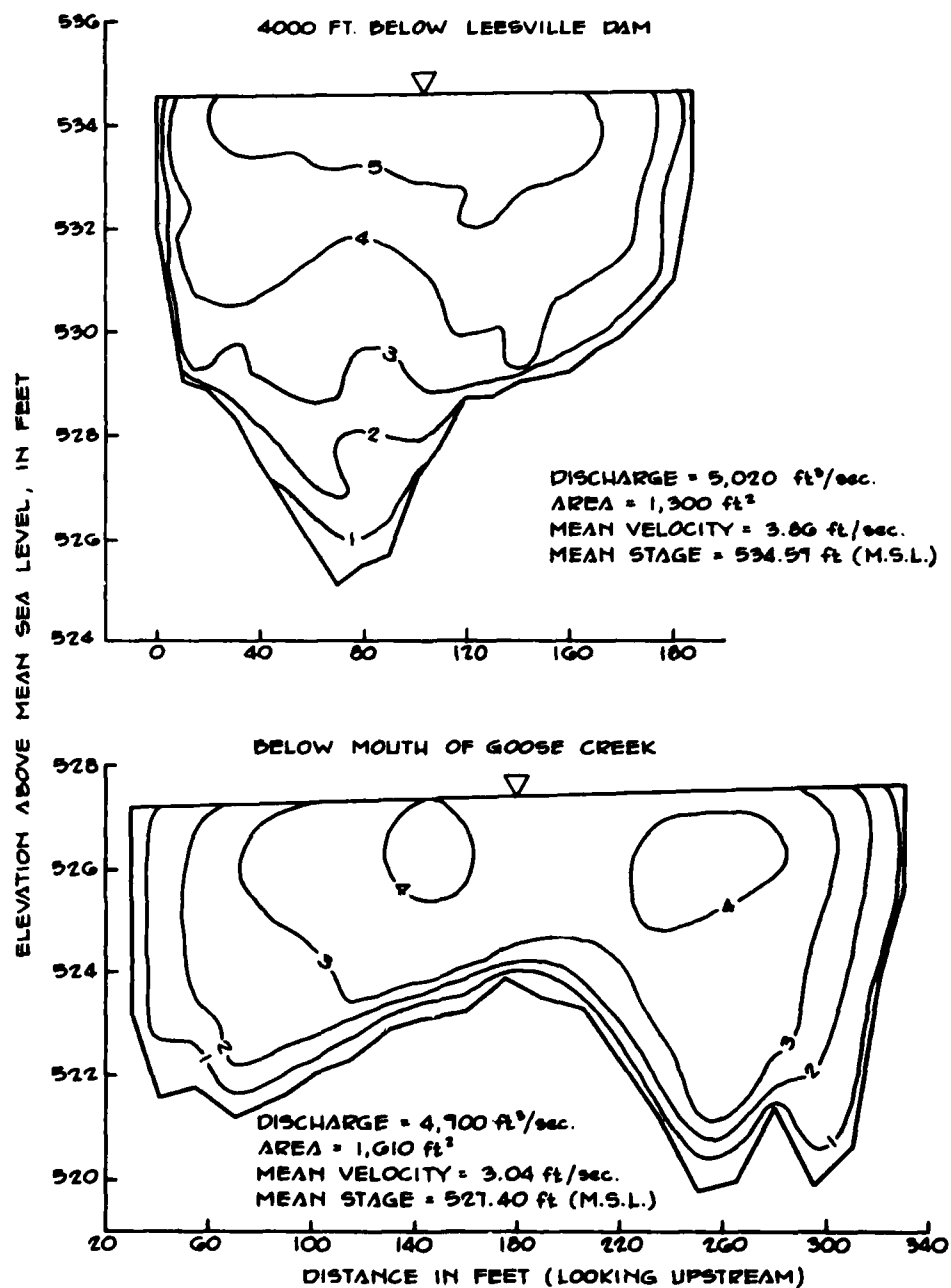 4000 FT. BELOW LEESVILLE DAM
536
534
532
530
528
526
524
5
4
3
2
1
DISCHARGE = 5,020 ft³/sec.
AREA = 1,300 ft²
MEAN VELOCITY = 3.86 ft/sec.
MEAN STAGE = 534.59 ft (M.S.L.)
0 40 80 120 160 180
ELEVATION ABOVE MEAN SEA LEVEL, IN FEET
BELOW MOUTH OF GOOSE CREEK
528
526
524
522
520
4
4
3
3
2
2
1
1
DISCHARGE = 4,900 ft³/sec.
AREA = 1,610 ft²
MEAN VELOCITY = 3.04 ft/sec.
MEAN STAGE = 527.40 ft (M.S.L.)
20 60 100 140 180 220 260 300 340
DISTANCE IN FEET (LOOKING UPSTREAM)